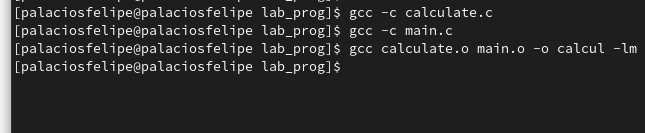 [palaciosfelipe@palaciosfelipe lab_prog]$ gcc -c calculate.c
[palaciosfelipe@palaciosfelipe lab_prog]$ gcc -c main.c
[palaciosfelipe@palaciosfelipe lab_prog]$ gcc calculate.o main.o -o calcul -lm
[palaciosfelipe@palaciosfelipe lab_prog]$